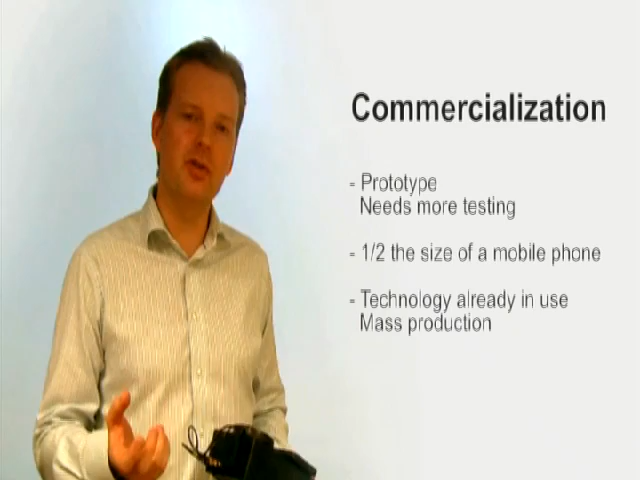 Commercialization
- Prototype
Needs more testing
- 1/2 the size of a mobile phone
- Technology already in use
Mass production